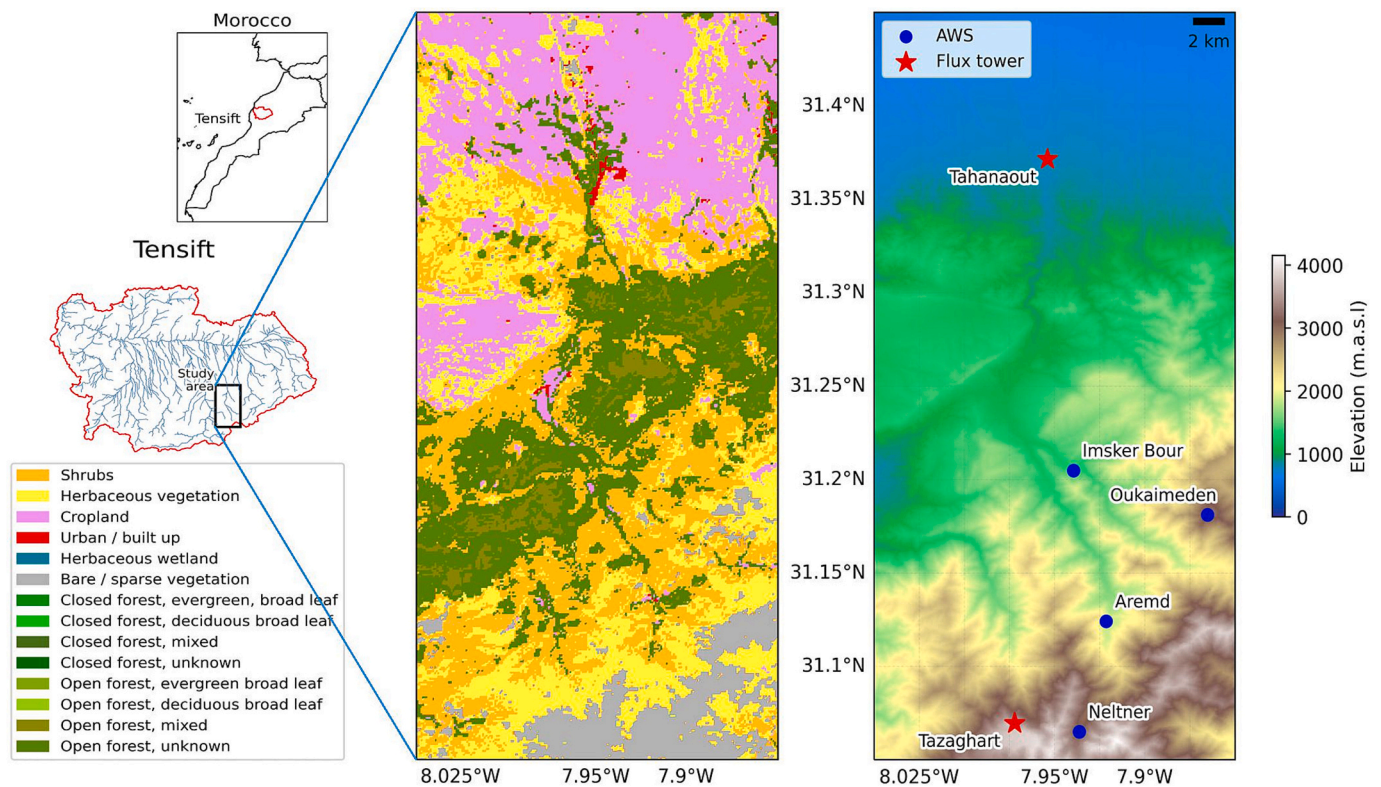 Morocco
Tensift
Tensift
Study
area
Shrubs
Herbaceous vegetation
Cropland
Urban / built up
Herbaceous wetland
Bare / sparse vegetation
Closed forest, evergreen, broad leaf
Closed forest, deciduous broad leaf
Closed forest, mixed
Closed forest, unknown
Open forest, evergreen broad leaf
Open forest, deciduous broad leaf
Open forest, mixed
Open forest, unknown
8.025°W 7.95°W 7.9°W
AWS
Flux tower
2 km
31.4°N
31.35°N
31.3°N
31.25°N
31.2°N
31.15°N
31.1°N
Tahanaout
Imsker Bour
Oukaimeden
Aremd
Neltner
Tazaghart
8.025°W 7.95°W 7.9°W
4000
3000
2000
1000
0
Elevation (m.a.s.l)